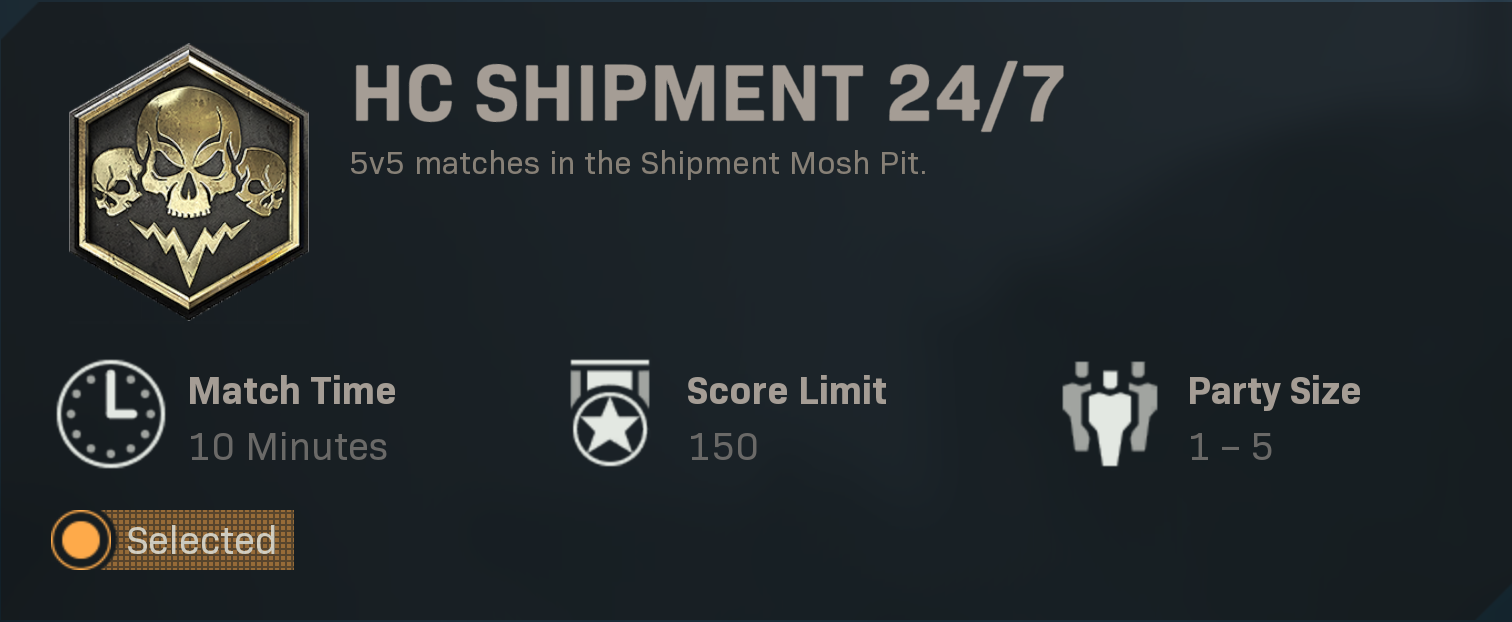 HC SHIPMENT 24/7
5v5 matches in the Shipment Mosh Pit.
Match Time
10 Minutes
Score Limit
150
Party Size
1 – 5
Selected